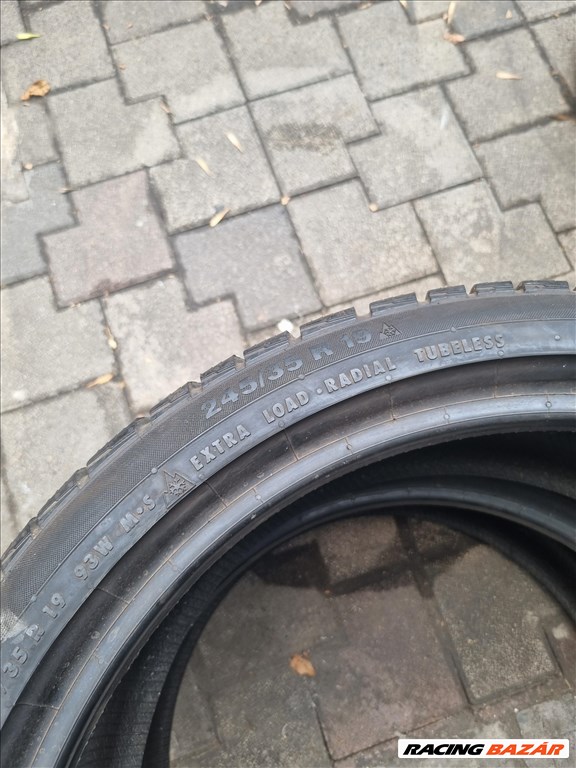 245/35 R 19
EXTRA LOAD · RADIAL TUBELESS
35 R 19 93W M•S
RACING BAZÁR